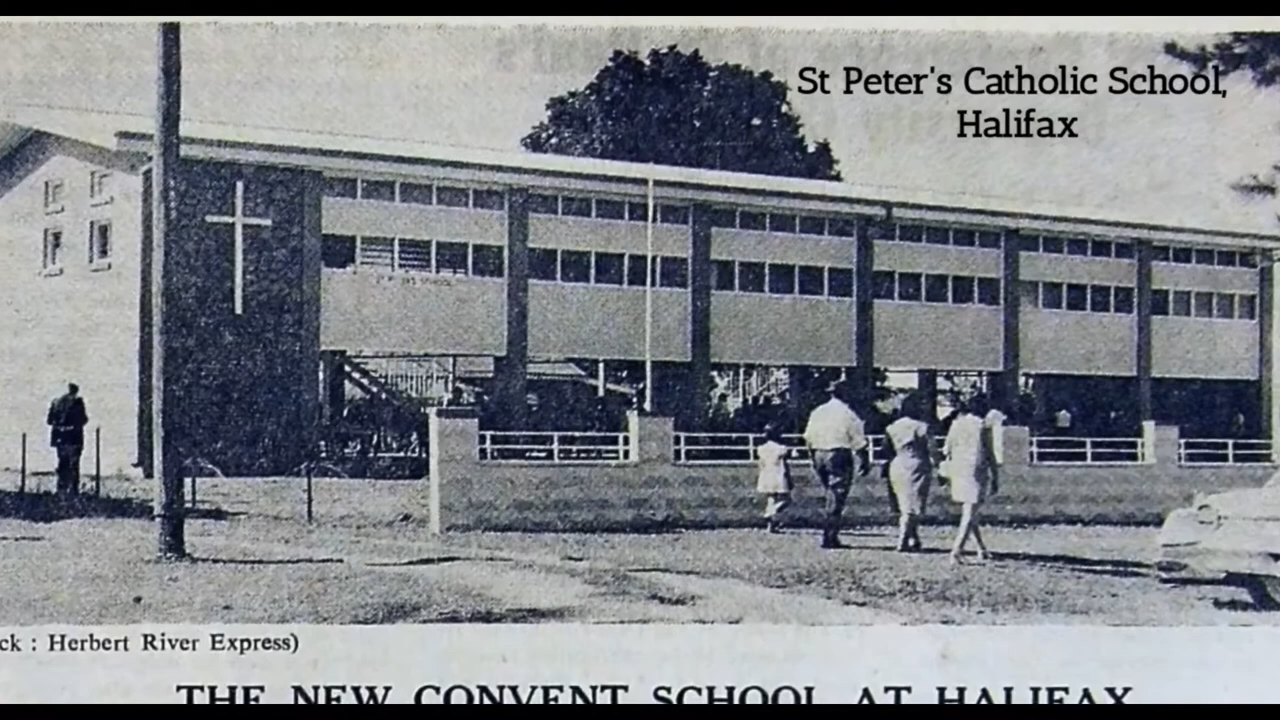 St Peter's Catholic School,
Halifax
ck : Herbert River Express)
THE NEW CONVENT SCHOOL AT HALIFAX